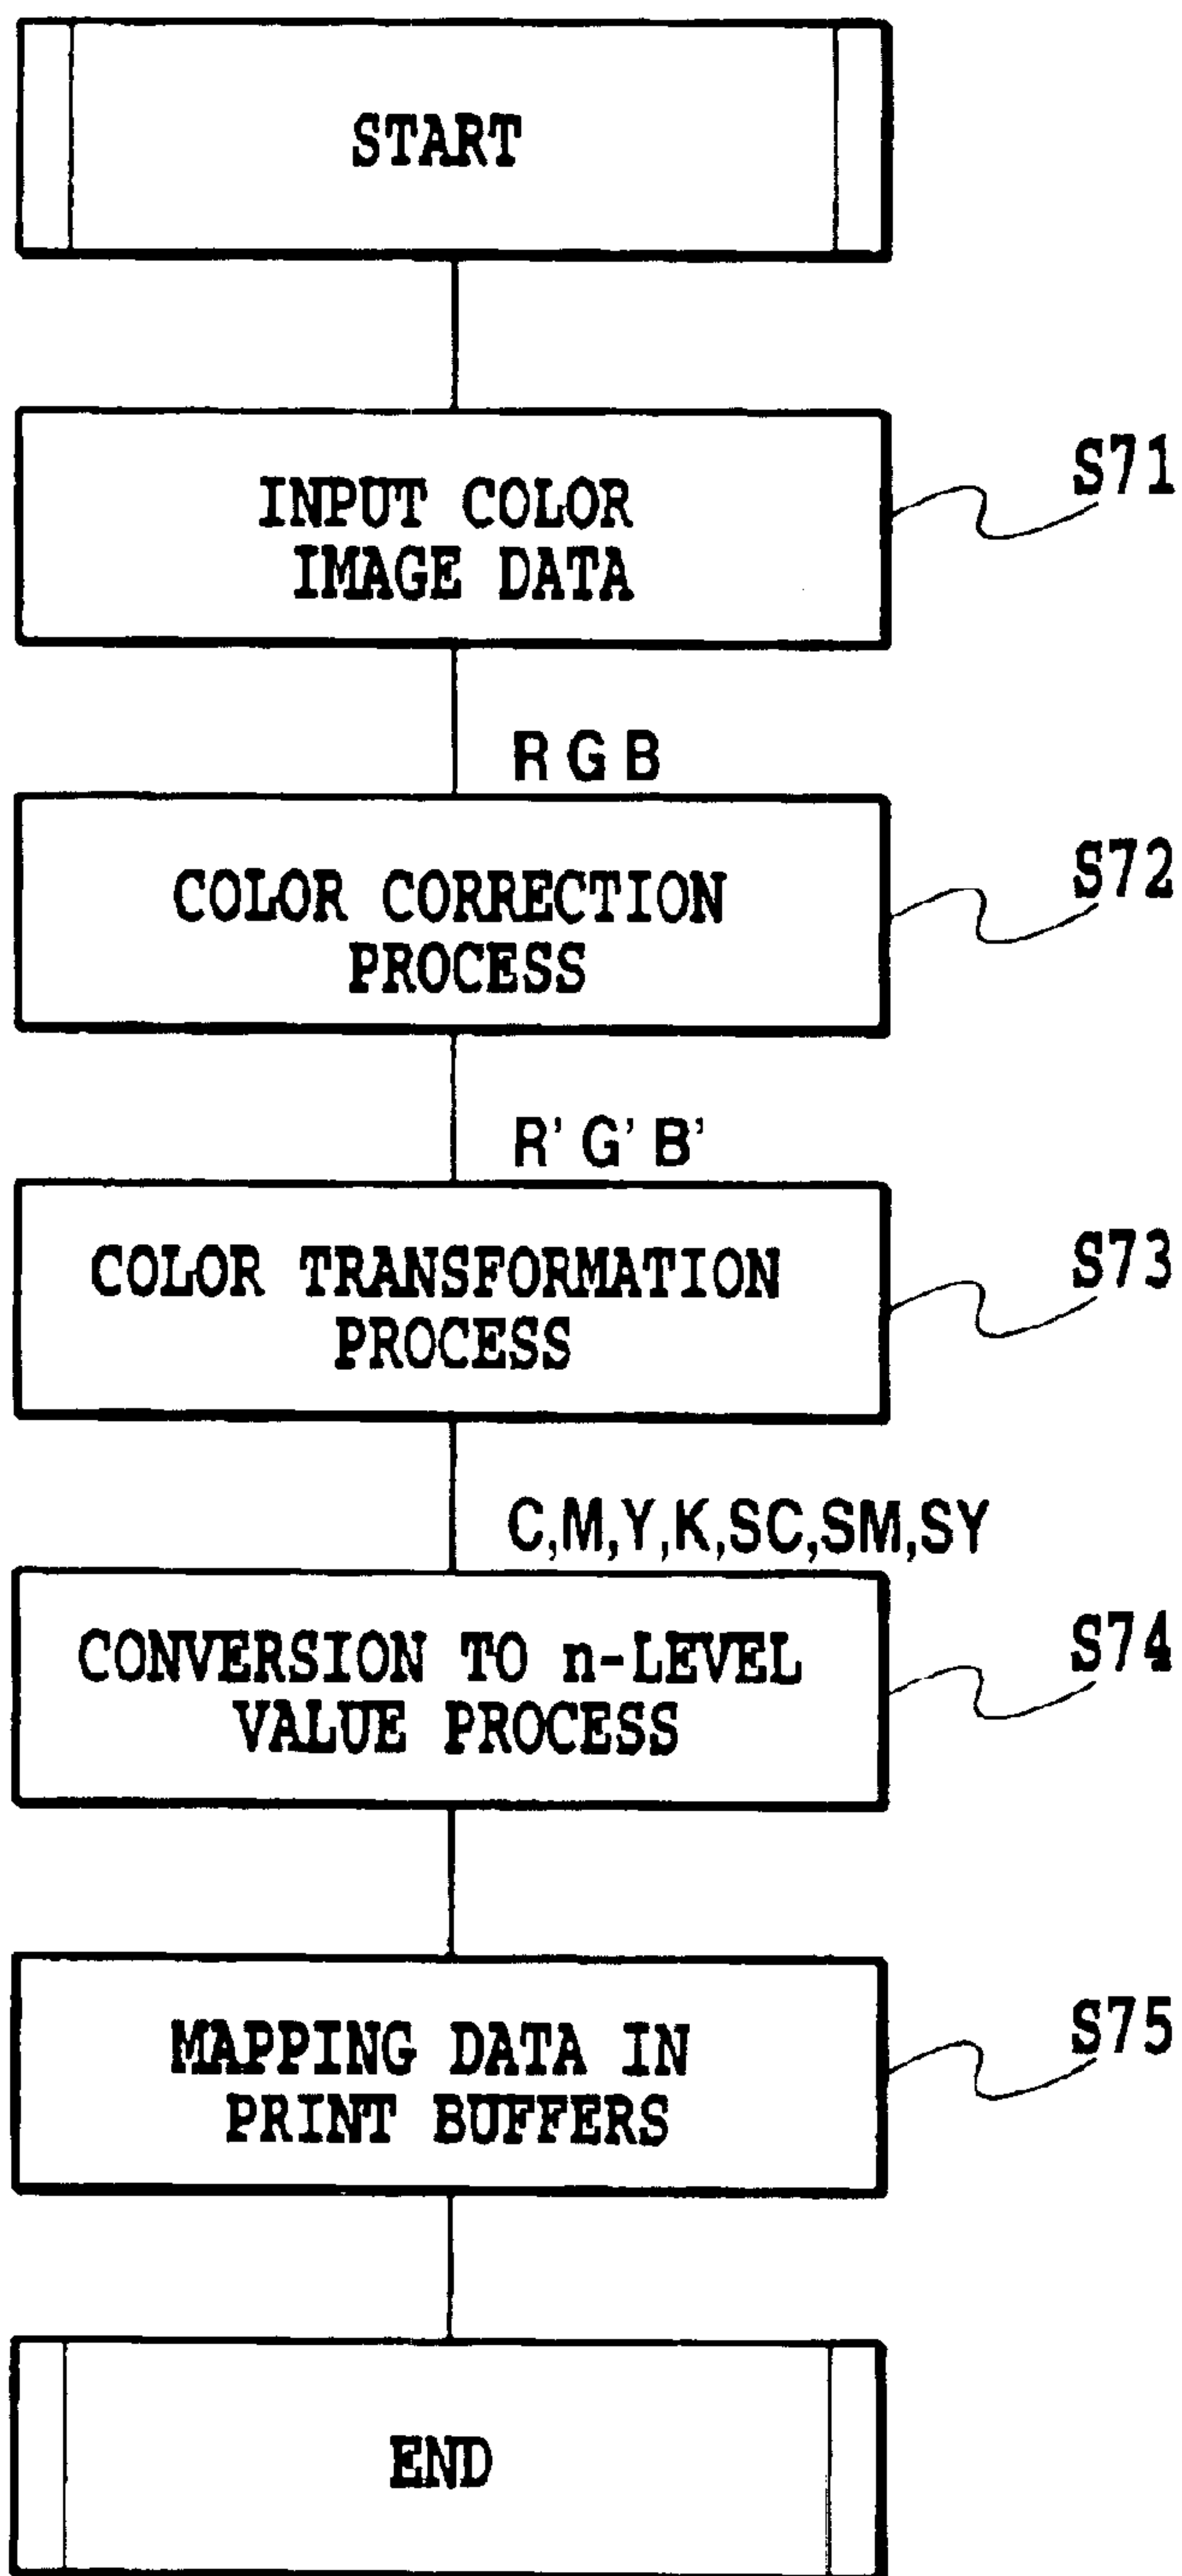 START
INPUT COLOR
IMAGE DATA
S71
R G B
COLOR CORRECTION
PROCESS
S72
R' G' B'
COLOR TRANSFORMATION
PROCESS
S73
C,M,Y,K,SC,SM,SY
CONVERSION TO n-LEVEL
VALUE PROCESS
S74
MAPPING DATA IN
PRINT BUFFERS
S75
END